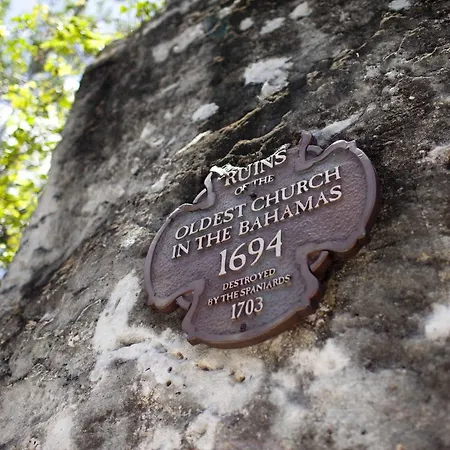 RUINS
OF THE
OLDEST CHURCH
IN THE BAHAMAS
1694
DESTROYED
BY THE SPANIARDS
1703